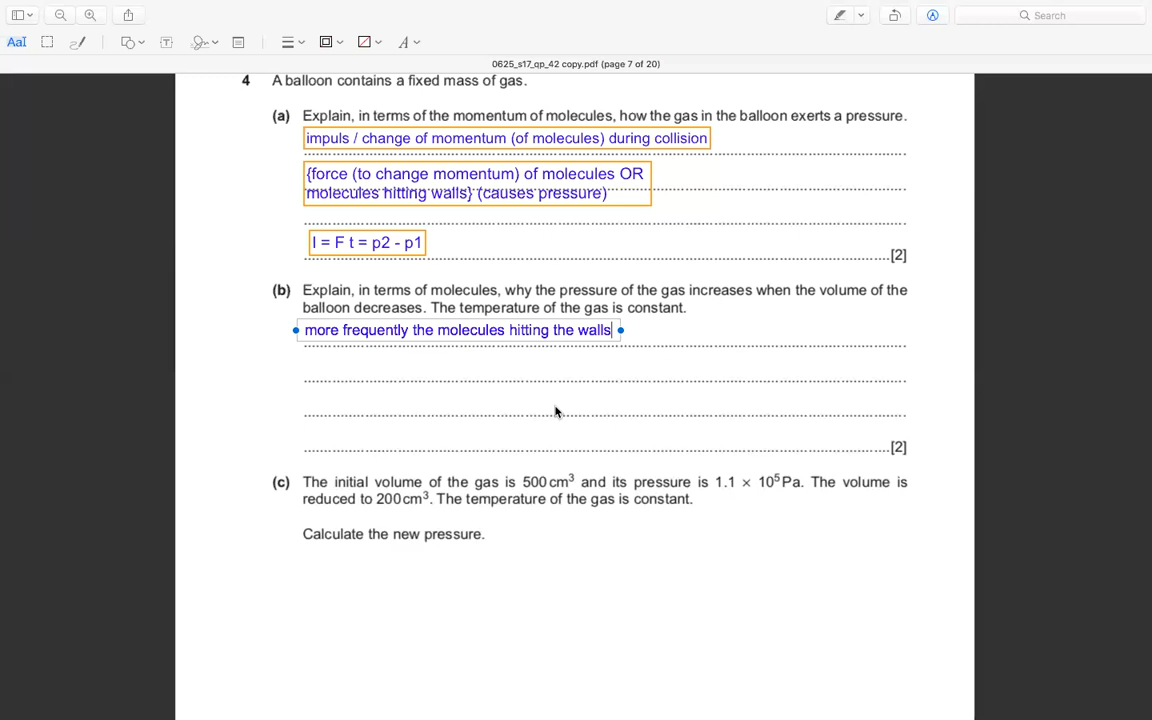 Search
AaI
A
0625_s17_qp_42 copy.pdf (page 7 of 20)
4 A balloon contains a fixed mass of gas.
(a) Explain, in terms of the momentum of molecules, how the gas in the balloon exerts a pressure.
impuls / change of momentum (of molecules) during collision
{force (to change momentum) of molecules OR
molecules hitting walls} (causes pressure)
I = F t = p2 - p1
[2]
(b) Explain, in terms of molecules, why the pressure of the gas increases when the volume of the
balloon decreases. The temperature of the gas is constant.
more frequently the molecules hitting the walls
[2]
(c) The initial volume of the gas is 500 cm³ and its pressure is 1.1 × 10⁵ Pa. The volume is
reduced to 200 cm³. The temperature of the gas is constant.
Calculate the new pressure.